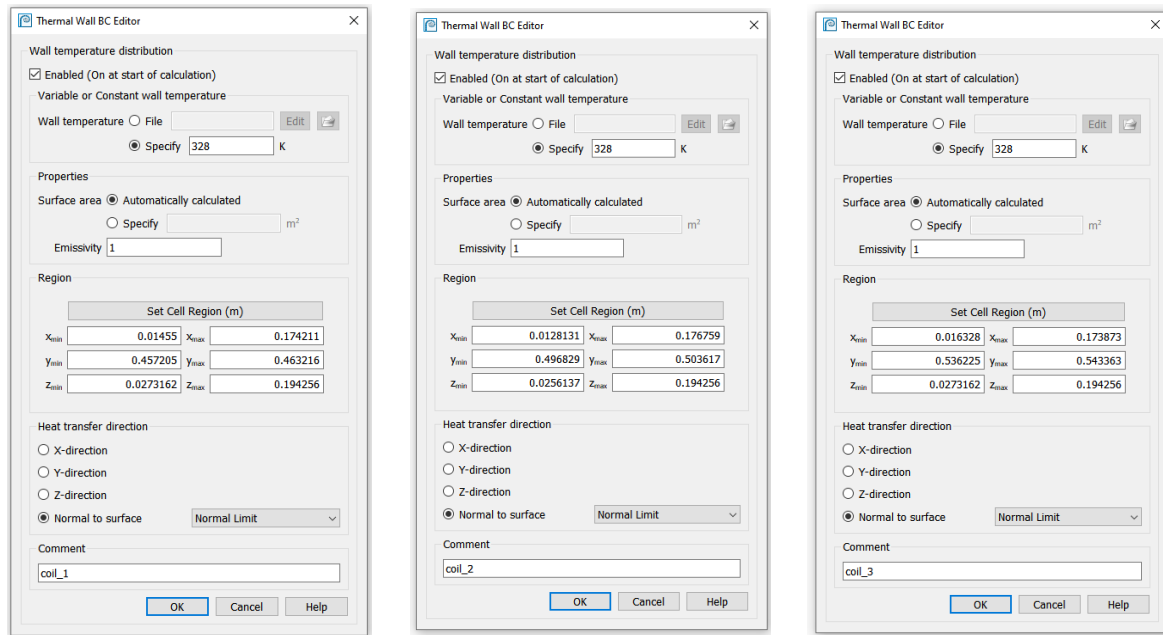 Thermal Wall BC Editor
Wall temperature distribution
Enabled (On at start of calculation)
Variable or Constant wall temperature
Wall temperature File Edit
Specify 328 K
Properties
Surface area Automatically calculated
Specify m²
Emissivity 1
Region
Set Cell Region (m)
xmin 0.01455 xmax 0.174211
ymin 0.457205 ymax 0.463216
zmin 0.0273162 zmax 0.194256
Heat transfer direction
X-direction
Y-direction
Z-direction
Normal to surface Normal Limit
Comment
coil_1
OK Cancel Help
Thermal Wall BC Editor
Wall temperature distribution
Enabled (On at start of calculation)
Variable or Constant wall temperature
Wall temperature File Edit
Specify 328 K
Properties
Surface area Automatically calculated
Specify m²
Emissivity 1
Region
Set Cell Region (m)
xmin 0.0128131 xmax 0.176759
ymin 0.496829 ymax 0.503617
zmin 0.0256137 zmax 0.194256
Heat transfer direction
X-direction
Y-direction
Z-direction
Normal to surface Normal Limit
Comment
coil_2
OK Cancel Help
Thermal Wall BC Editor
Wall temperature distribution
Enabled (On at start of calculation)
Variable or Constant wall temperature
Wall temperature File Edit
Specify 328 K
Properties
Surface area Automatically calculated
Specify m²
Emissivity 1
Region
Set Cell Region (m)
xmin 0.016328 xmax 0.173873
ymin 0.536225 ymax 0.543363
zmin 0.0273162 zmax 0.194256
Heat transfer direction
X-direction
Y-direction
Z-direction
Normal to surface Normal Limit
Comment
coil_3
OK Cancel Help